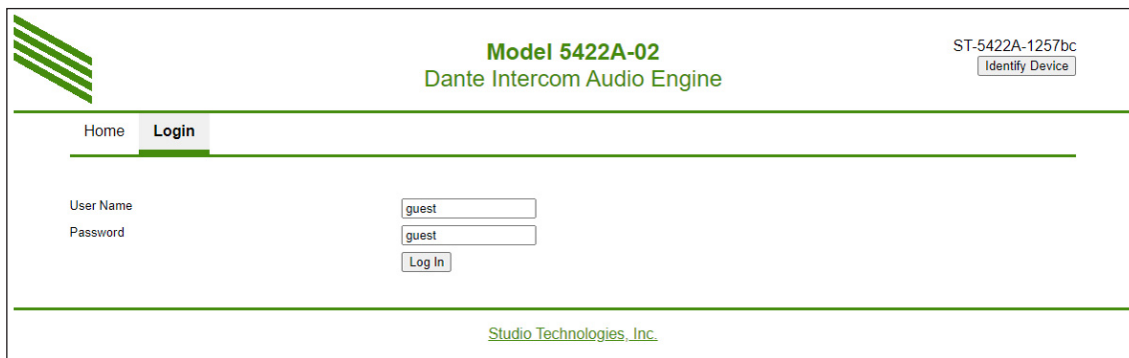 Model 5422A-02
Dante Intercom Audio Engine
ST-5422A-1257bc
Identify Device
Home Login
User Name guest
Password guest
Log In
Studio Technologies, Inc.